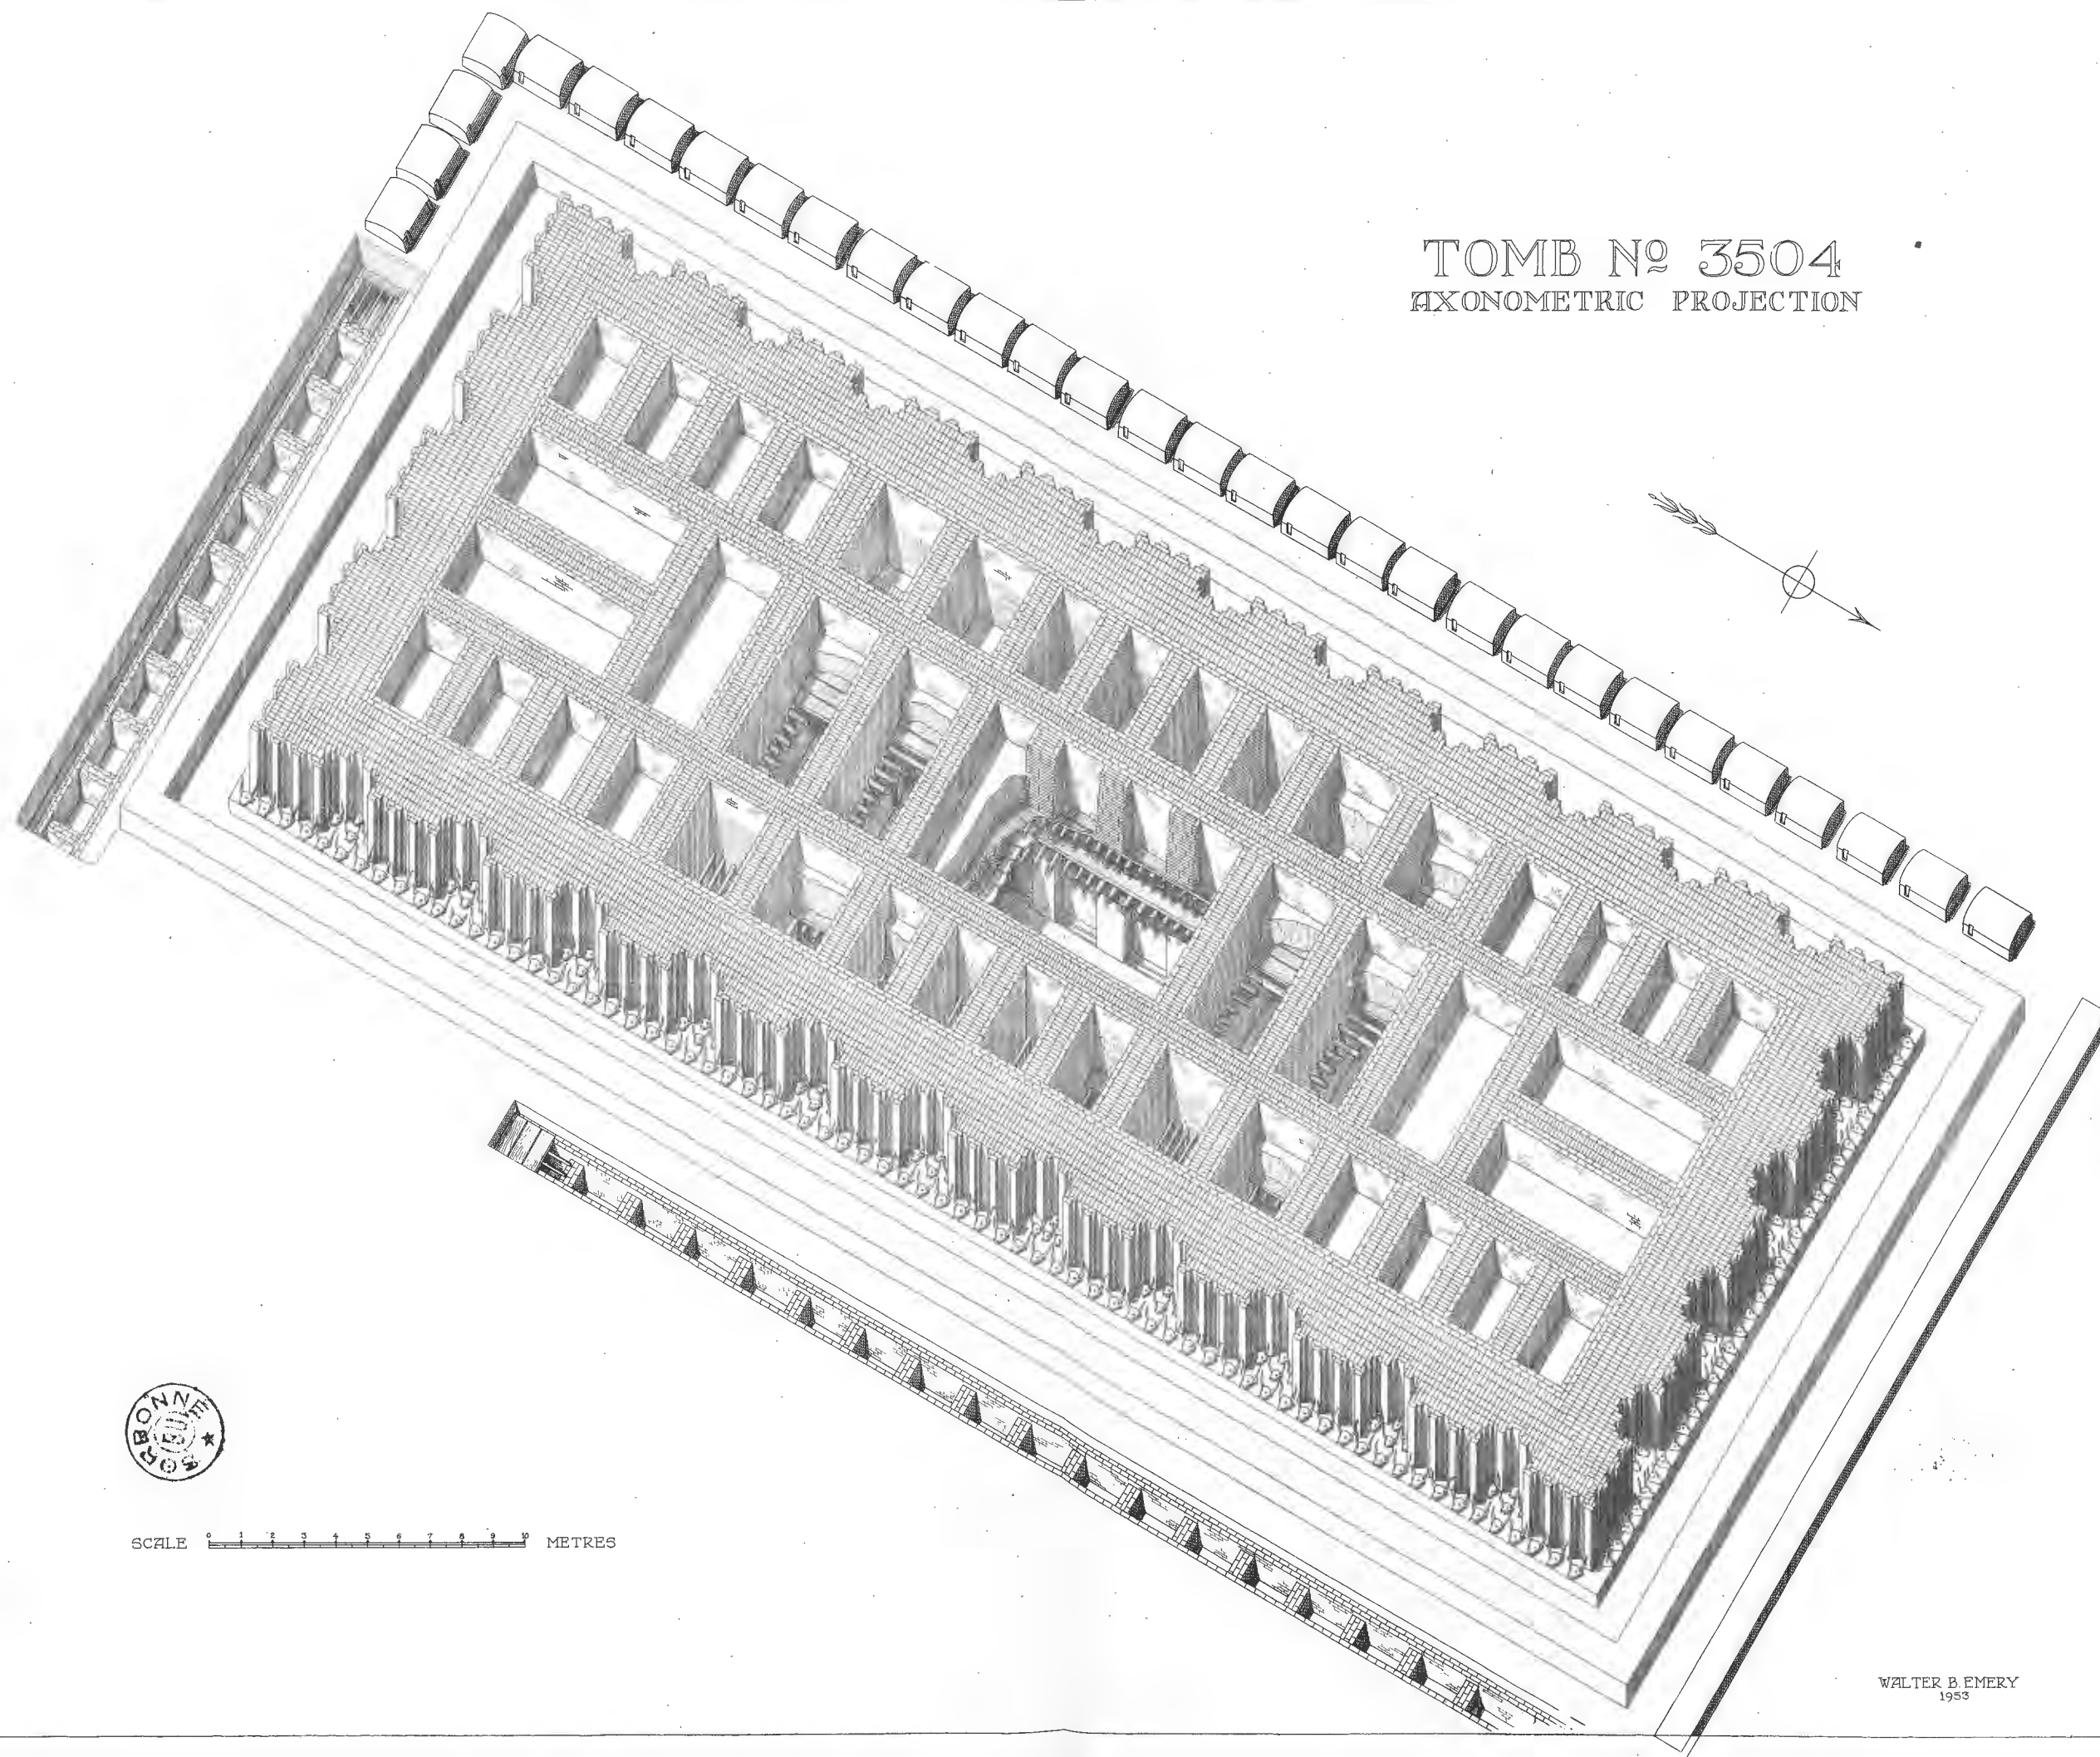 TOMB Nº 3504
AXONOMETRIC PROJECTION
SORBONNE
BU
SCALE 0 1 2 3 4 5 6 7 8 9 10 METRES
WALTER B. EMERY
1953